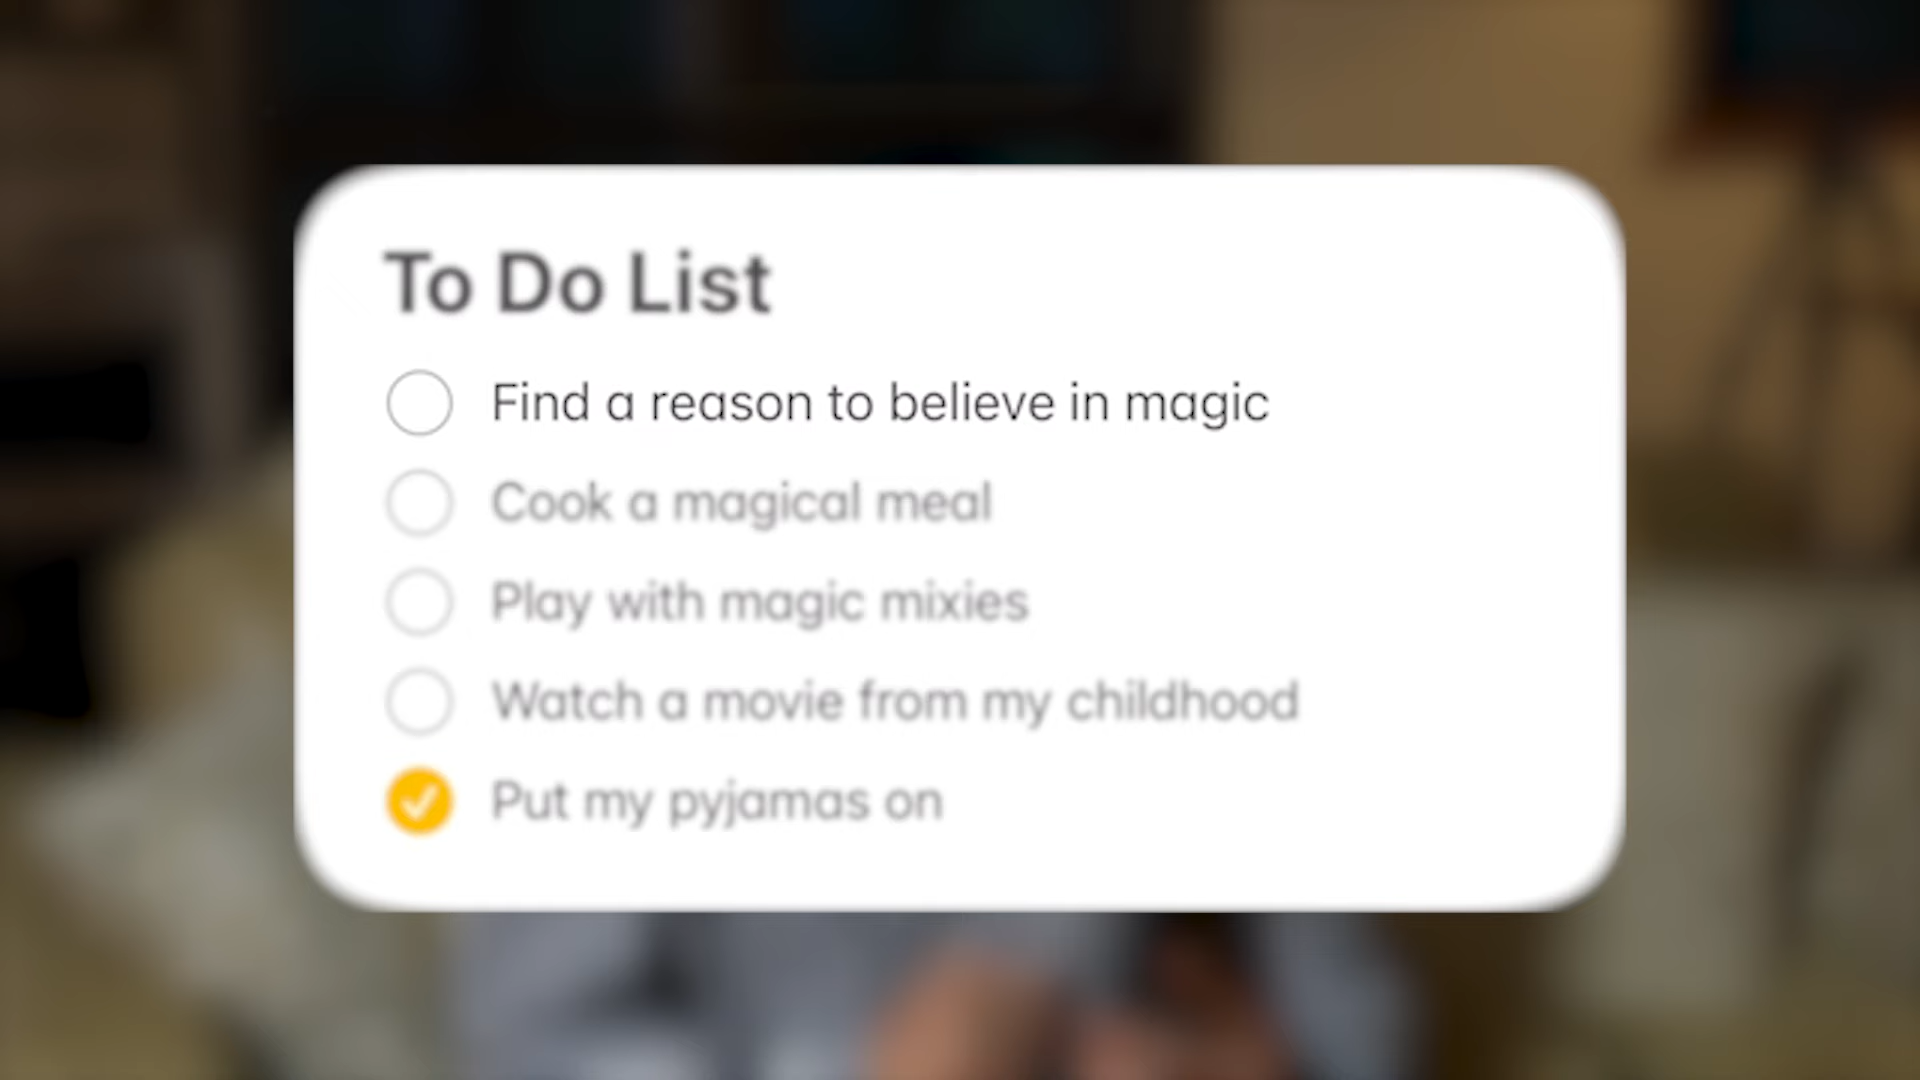 To Do List
Find a reason to believe in magic
Cook a magical meal
Play with magic mixies
Watch a movie from my childhood
Put my pyjamas on